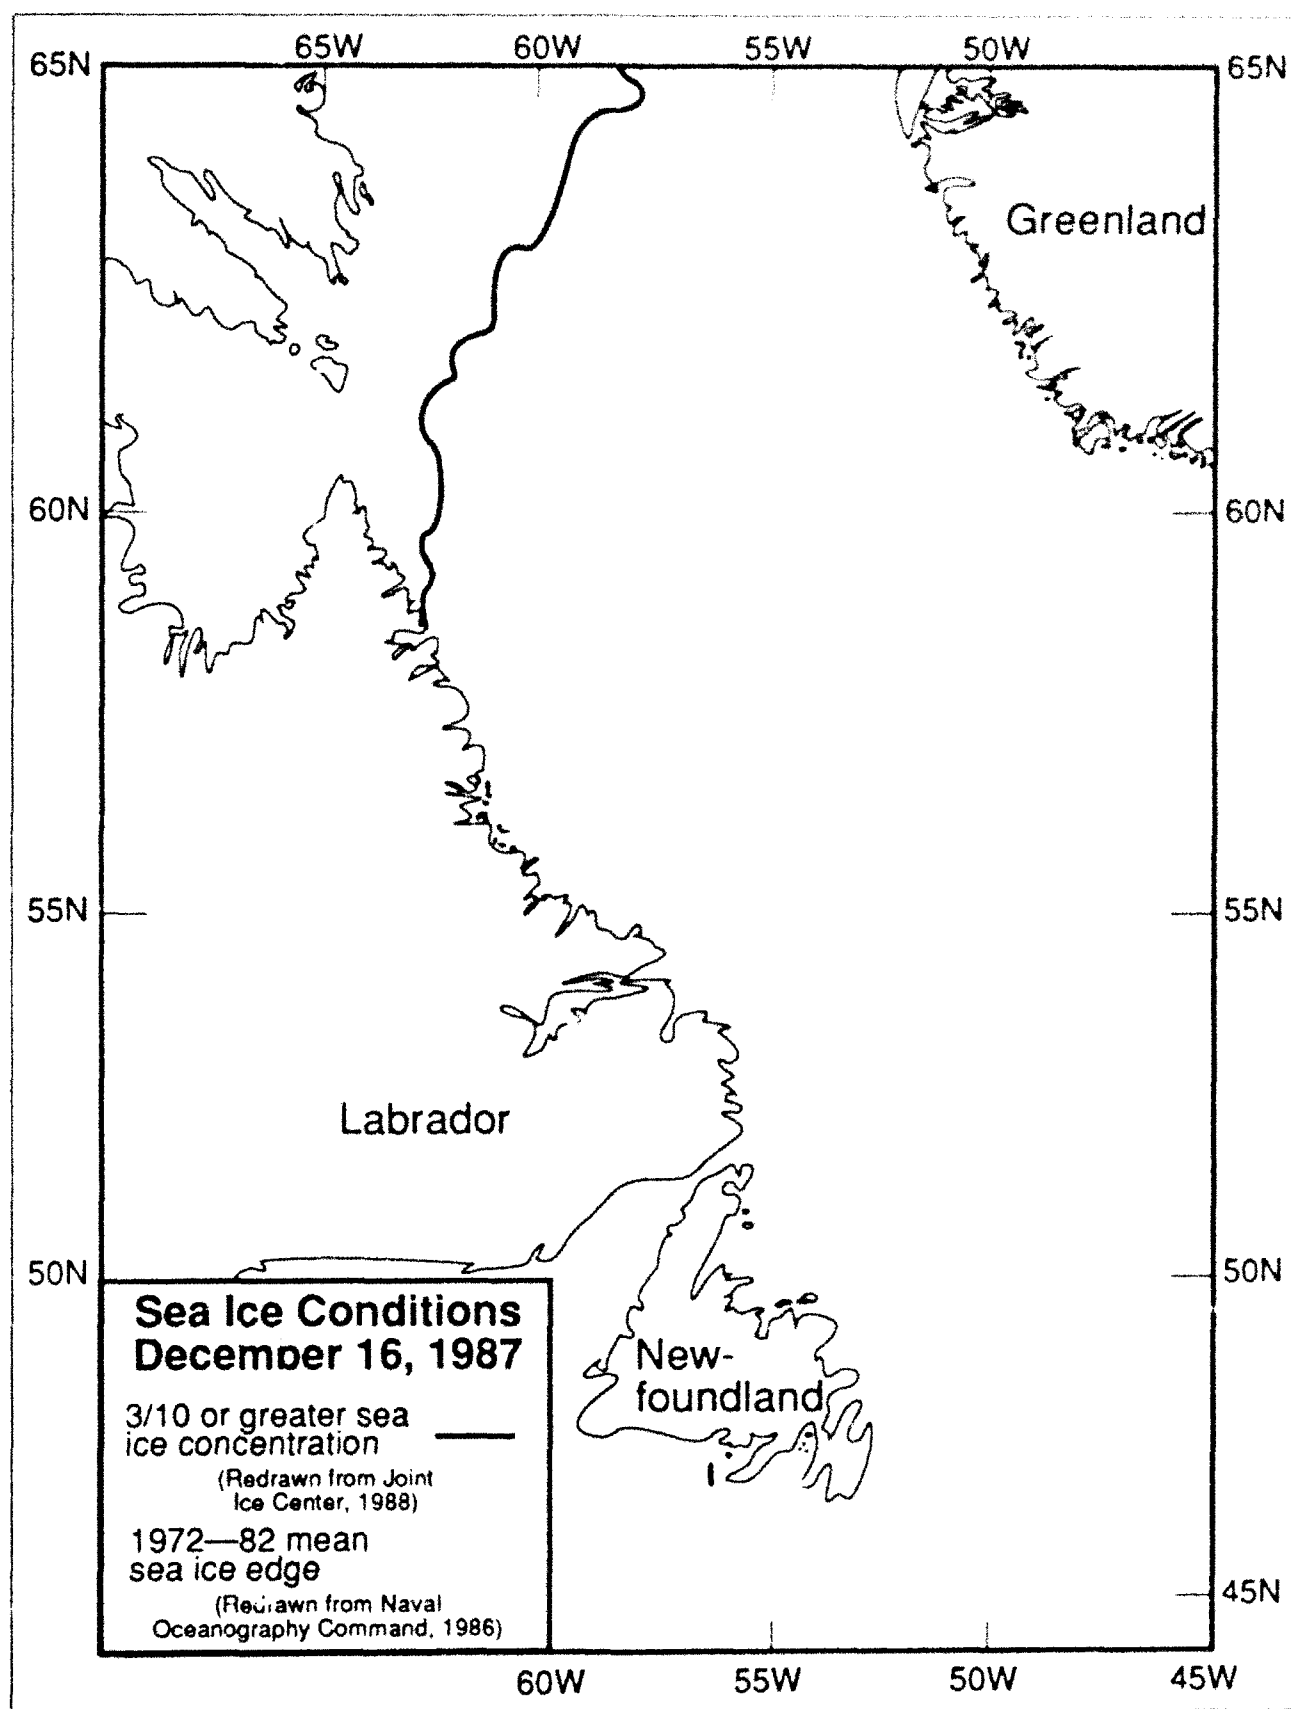 65W 60W 55W 50W
65N 65N
Greenland
60N 60N
55N 55N
Labrador
50N 50N
Sea Ice Conditions
December 16, 1987
New-
foundland
3/10 or greater sea
ice concentration
(Redrawn from Joint
Ice Center, 1988)
1972—82 mean
sea ice edge
(Redrawn from Naval
Oceanography Command, 1986)
45N
60W 55W 50W 45W